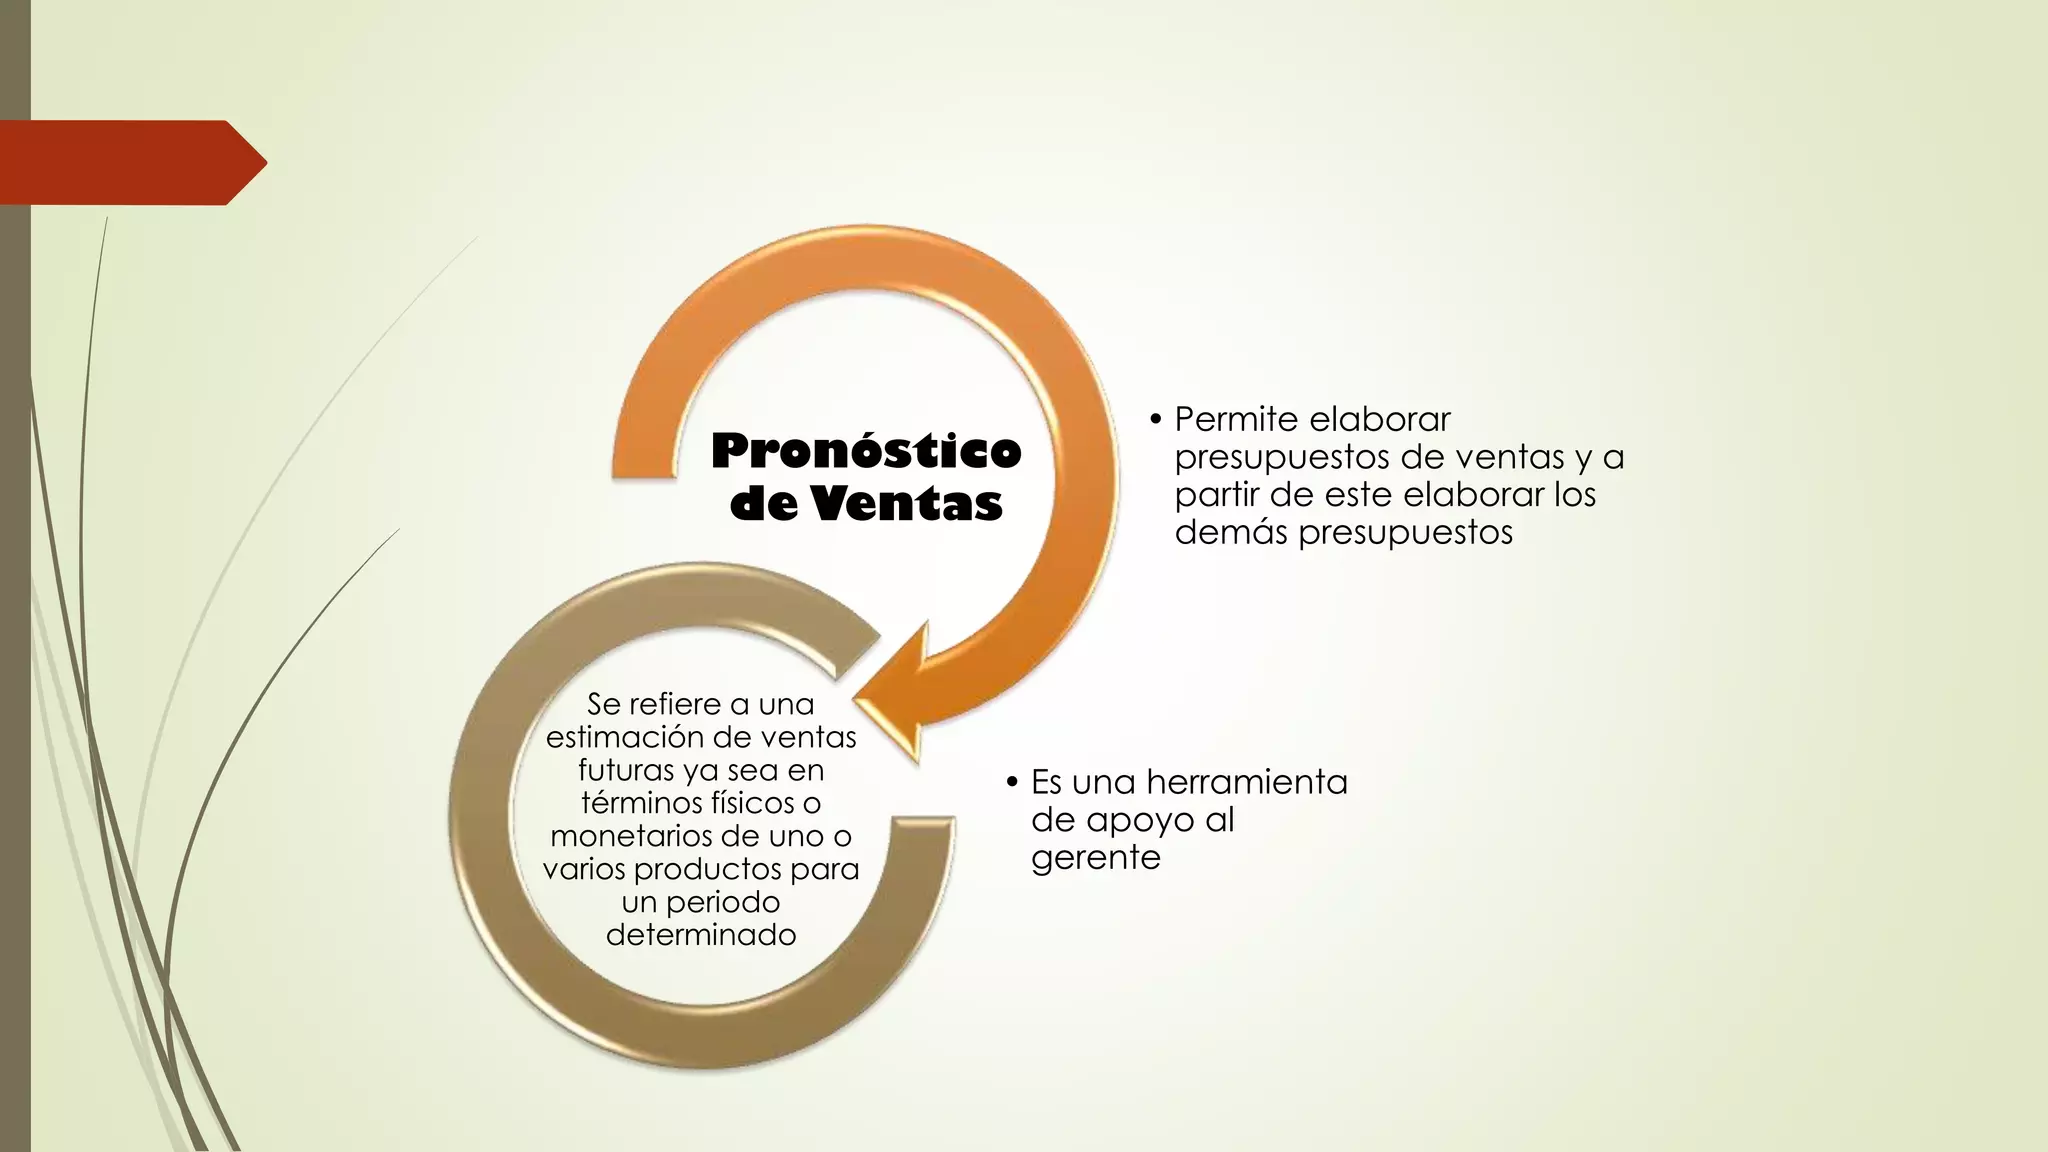 Pronóstico
de Ventas
• Permite elaborar
presupuestos de ventas y a
partir de este elaborar los
demás presupuestos
Se refiere a una
estimación de ventas
futuras ya sea en
términos físicos o
monetarios de uno o
varios productos para
un periodo
determinado
• Es una herramienta
de apoyo al
gerente